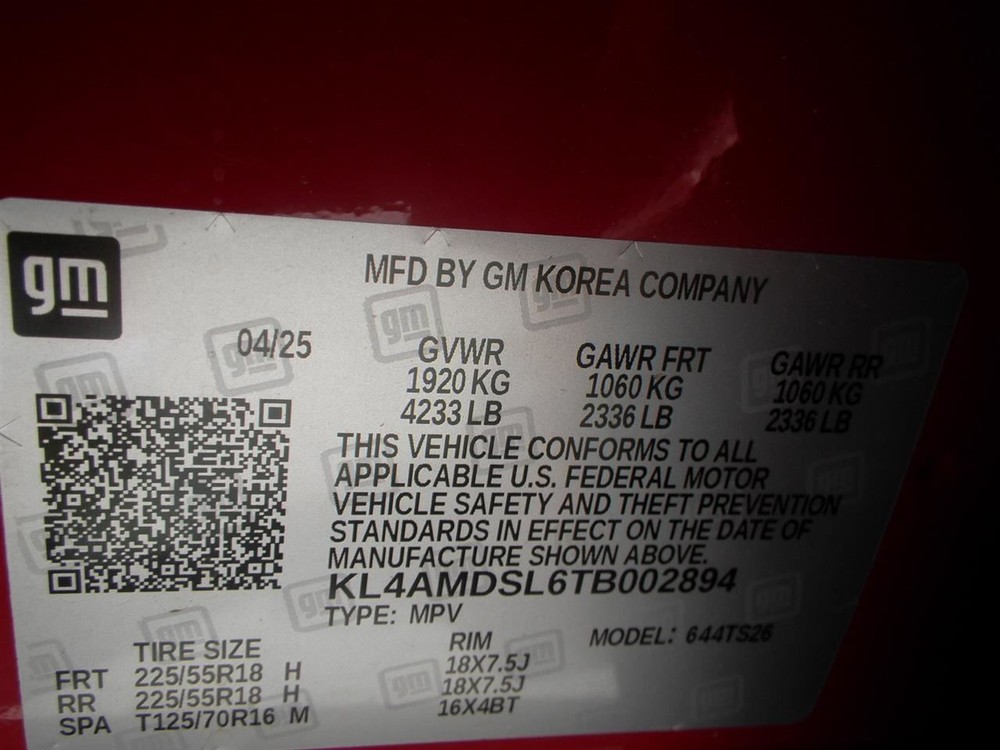 gm
MFD BY GM KOREA COMPANY
04/25
GVWR GAWR FRT GAWR RR
1920 KG 1060 KG 1060 KG
4233 LB 2336 LB 2336 LB
THIS VEHICLE CONFORMS TO ALL
APPLICABLE U.S. FEDERAL MOTOR
VEHICLE SAFETY AND THEFT PREVENTION
STANDARDS IN EFFECT ON THE DATE OF
MANUFACTURE SHOWN ABOVE.
KL4AMDSL6TB002894
TYPE: MPV
MODEL: 644TS26
TIRE SIZE RIM
FRT 225/55R18 H 18X7.5J
RR 225/55R18 H 18X7.5J
SPA T125/70R16 M 16X4BT